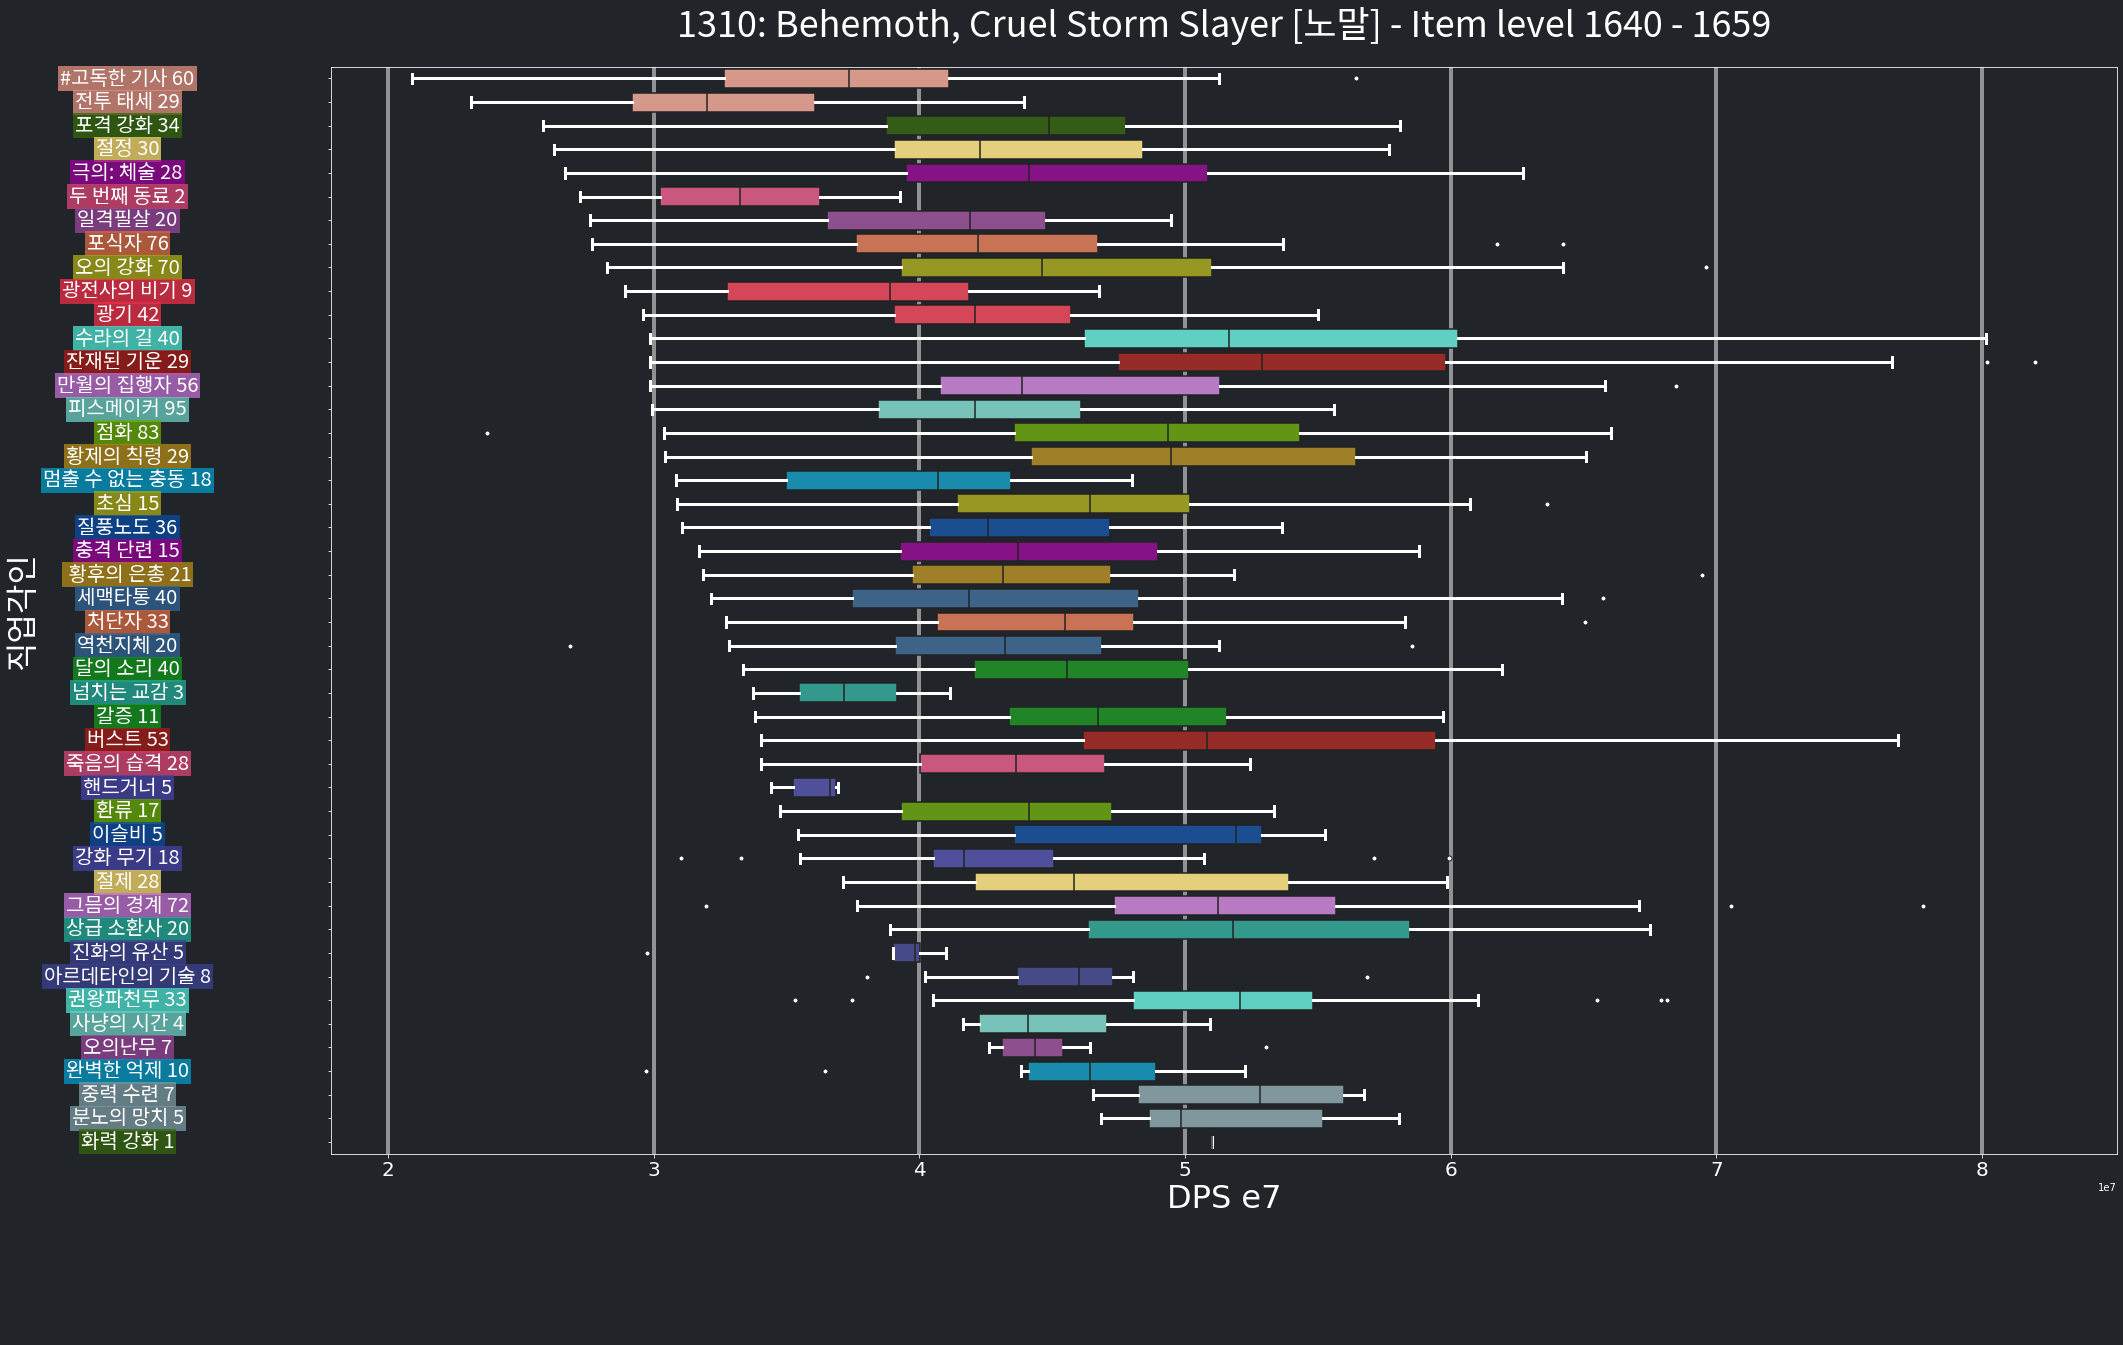 1310: Behemoth, Cruel Storm Slayer [노말] - Item level 1640 - 1659
#고독한 기사 60
전투 태세 29
포격 강화 34
절정 30
극의: 체술 28
두 번째 동료 2
일격필살 20
포식자 76
오의 강화 70
광전사의 비기 9
광기 42
수라의 길 40
잔재된 기운 29
만월의 집행자 56
피스메이커 95
점화 83
황제의 칙령 29
멈출 수 없는 충동 18
초심 15
질풍노도 36
충격 단련 15
황후의 은총 21
세맥타통 40
처단자 33
역천지체 20
달의 소리 40
넘치는 교감 3
갈증 11
버스트 53
죽음의 습격 28
핸드거너 5
환류 17
이슬비 5
강화 무기 18
절제 28
그믐의 경계 72
상급 소환사 20
진화의 유산 5
아르데타인의 기술 8
권왕파천무 33
사냥의 시간 4
오의난무 7
완벽한 억제 10
중력 수련 7
분노의 망치 5
화력 강화 1
직업각인
2 3 4 5 6 7 8
1e7
DPS e7